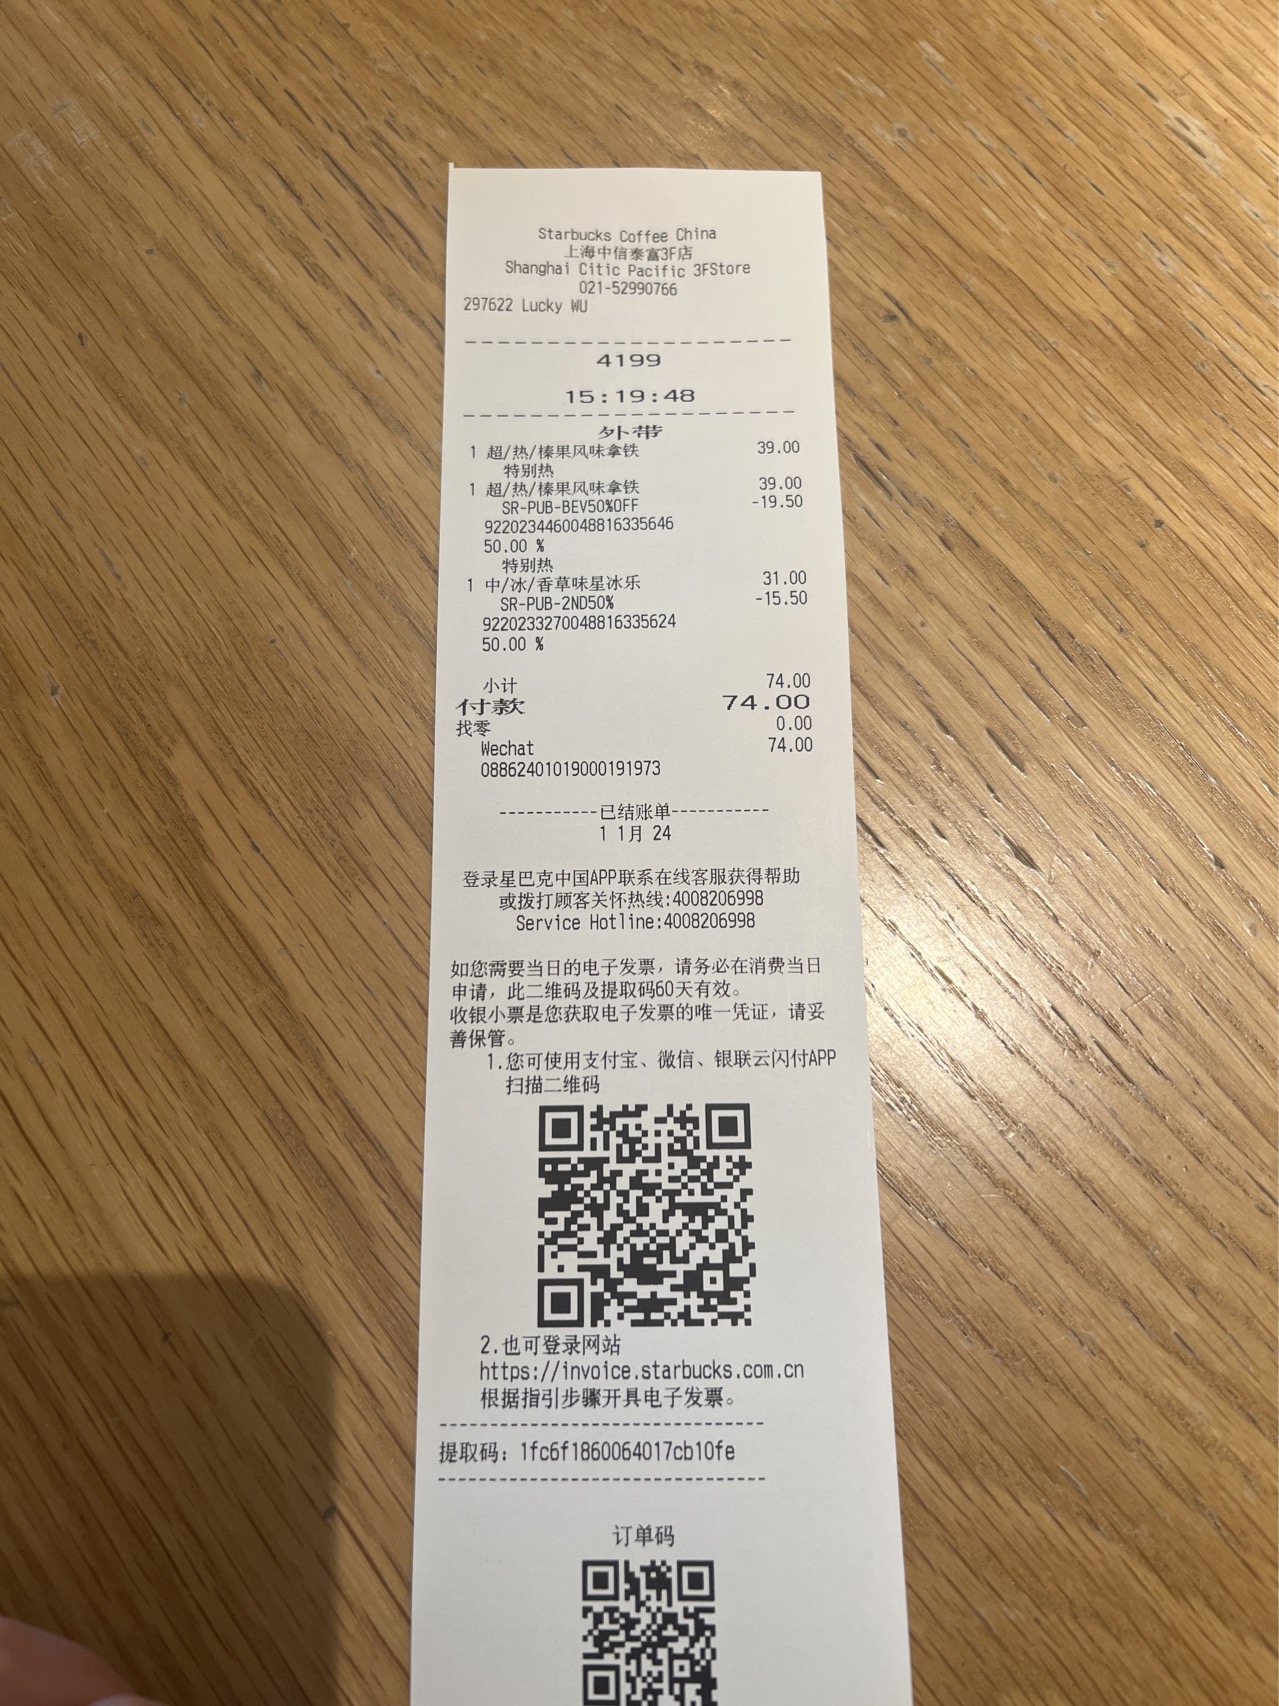 Starbucks Coffee China
上海中信泰富3F店
Shanghai Citic Pacific 3FStore
021-52990766
297622 Lucky WU
4199
15:19:48
外带
1 超/热/榛果风味拿铁 39.00
特别热
1 超/热/榛果风味拿铁 39.00
SR-PUB-BEV50%OFF -19.50
9220234460048816335646
50.00 %
特别热
1 中/冰/香草味星冰乐 31.00
SR-PUB-2ND50% -15.50
9220233270048816335624
50.00 %
小计 74.00
付款 74.00
找零 0.00
Wechat 74.00
08862401019000191973
-----------已结账单-----------
1 1月 24
登录星巴克中国APP联系在线客服获得帮助
或拨打顾客关怀热线:4008206998
Service Hotline:4008206998
如您需要当日的电子发票，请务必在消费当日
申请，此二维码及提取码60天有效。
收银小票是您获取电子发票的唯一凭证，请妥
善保管。
1.您可使用支付宝、微信、银联云闪付APP
扫描二维码
2.也可登录网站
https://invoice.starbucks.com.cn
根据指引步骤开具电子发票。
提取码：1fc6f1860064017cb10fe
订单码